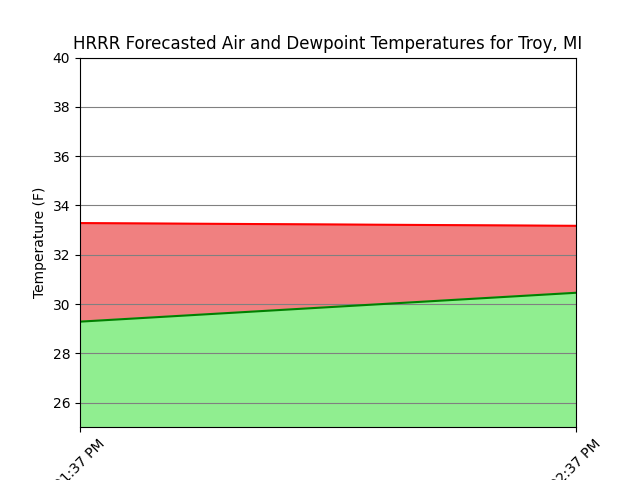 HRRR Forecasted Air and Dewpoint Temperatures for Troy, MI
40
38
36
34
32
30
28
26
Temperature (F)
1:37 PM
2:37 PM